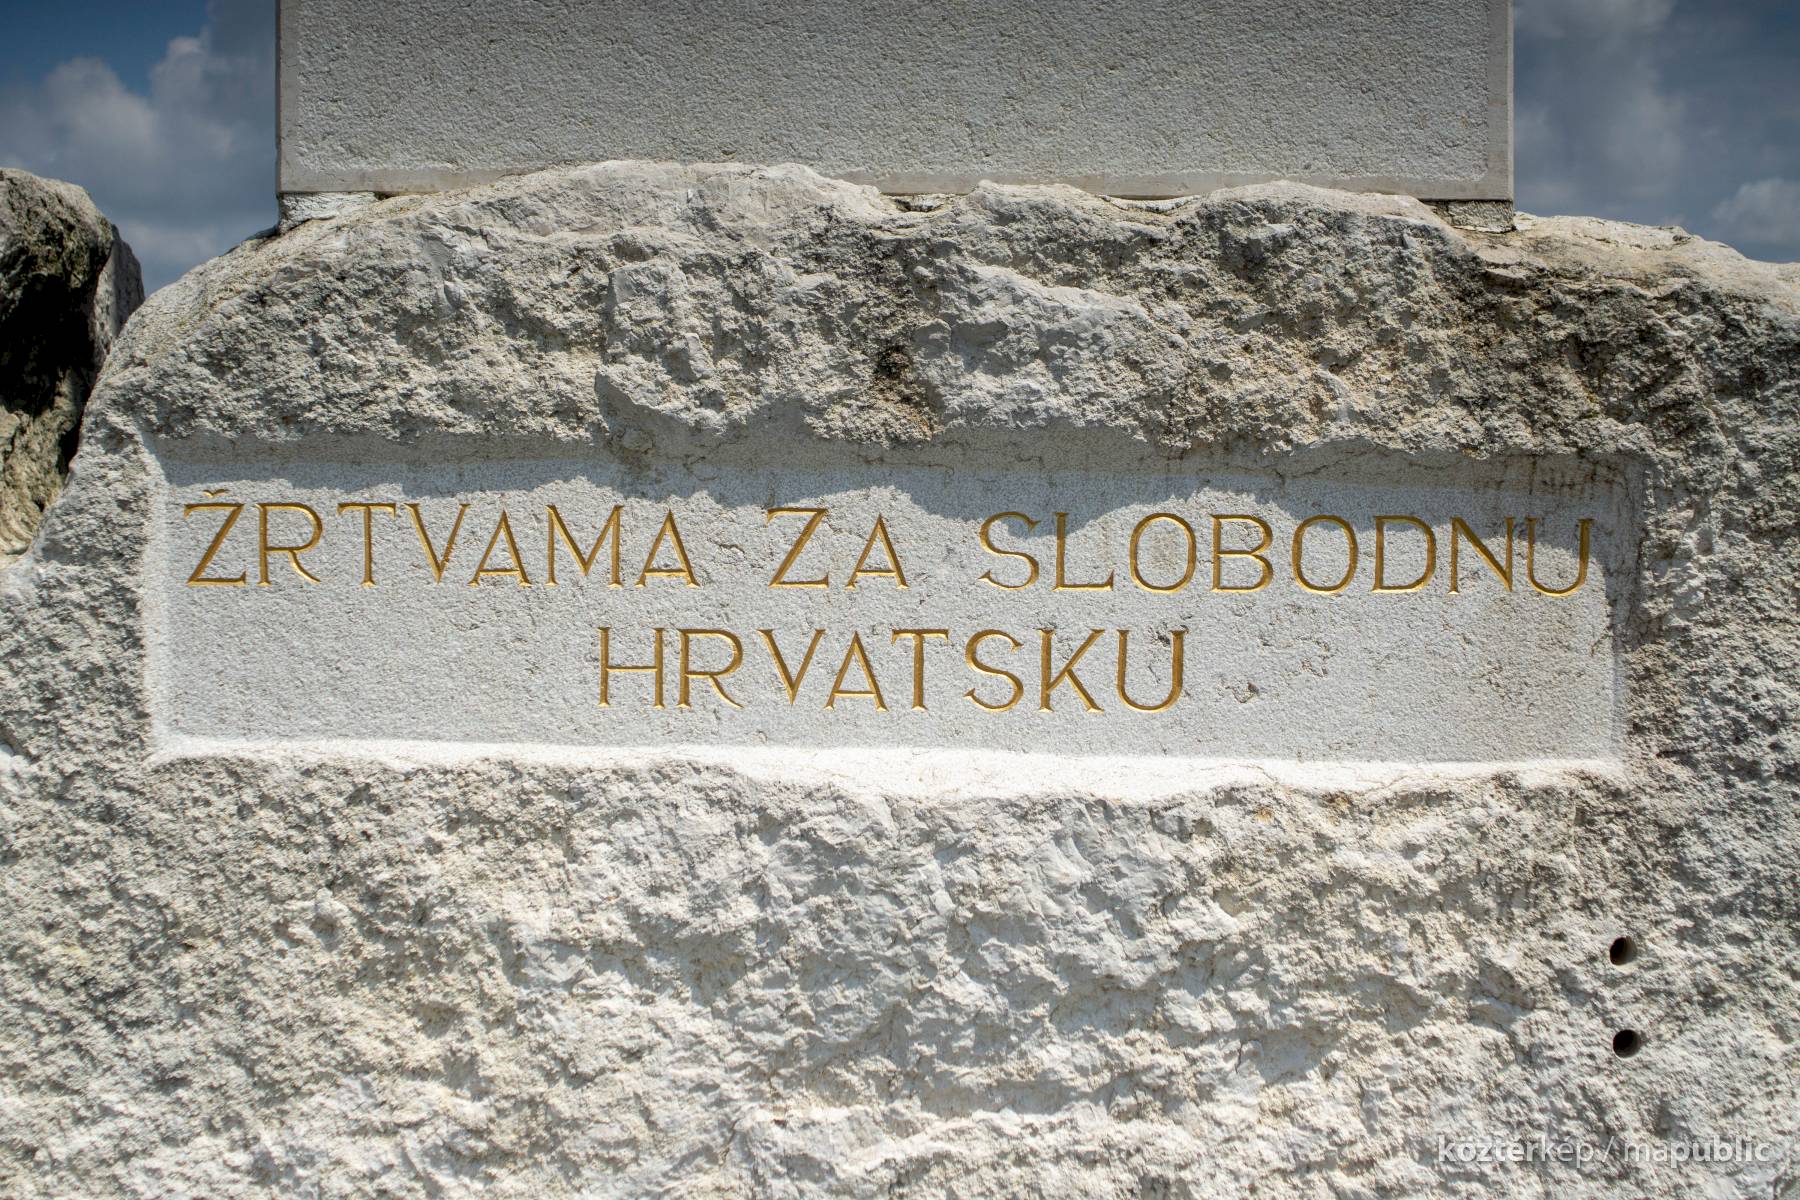 ŽRTVAMA ZA SLOBODNU
HRVATSKU
köztérkép / mapublic